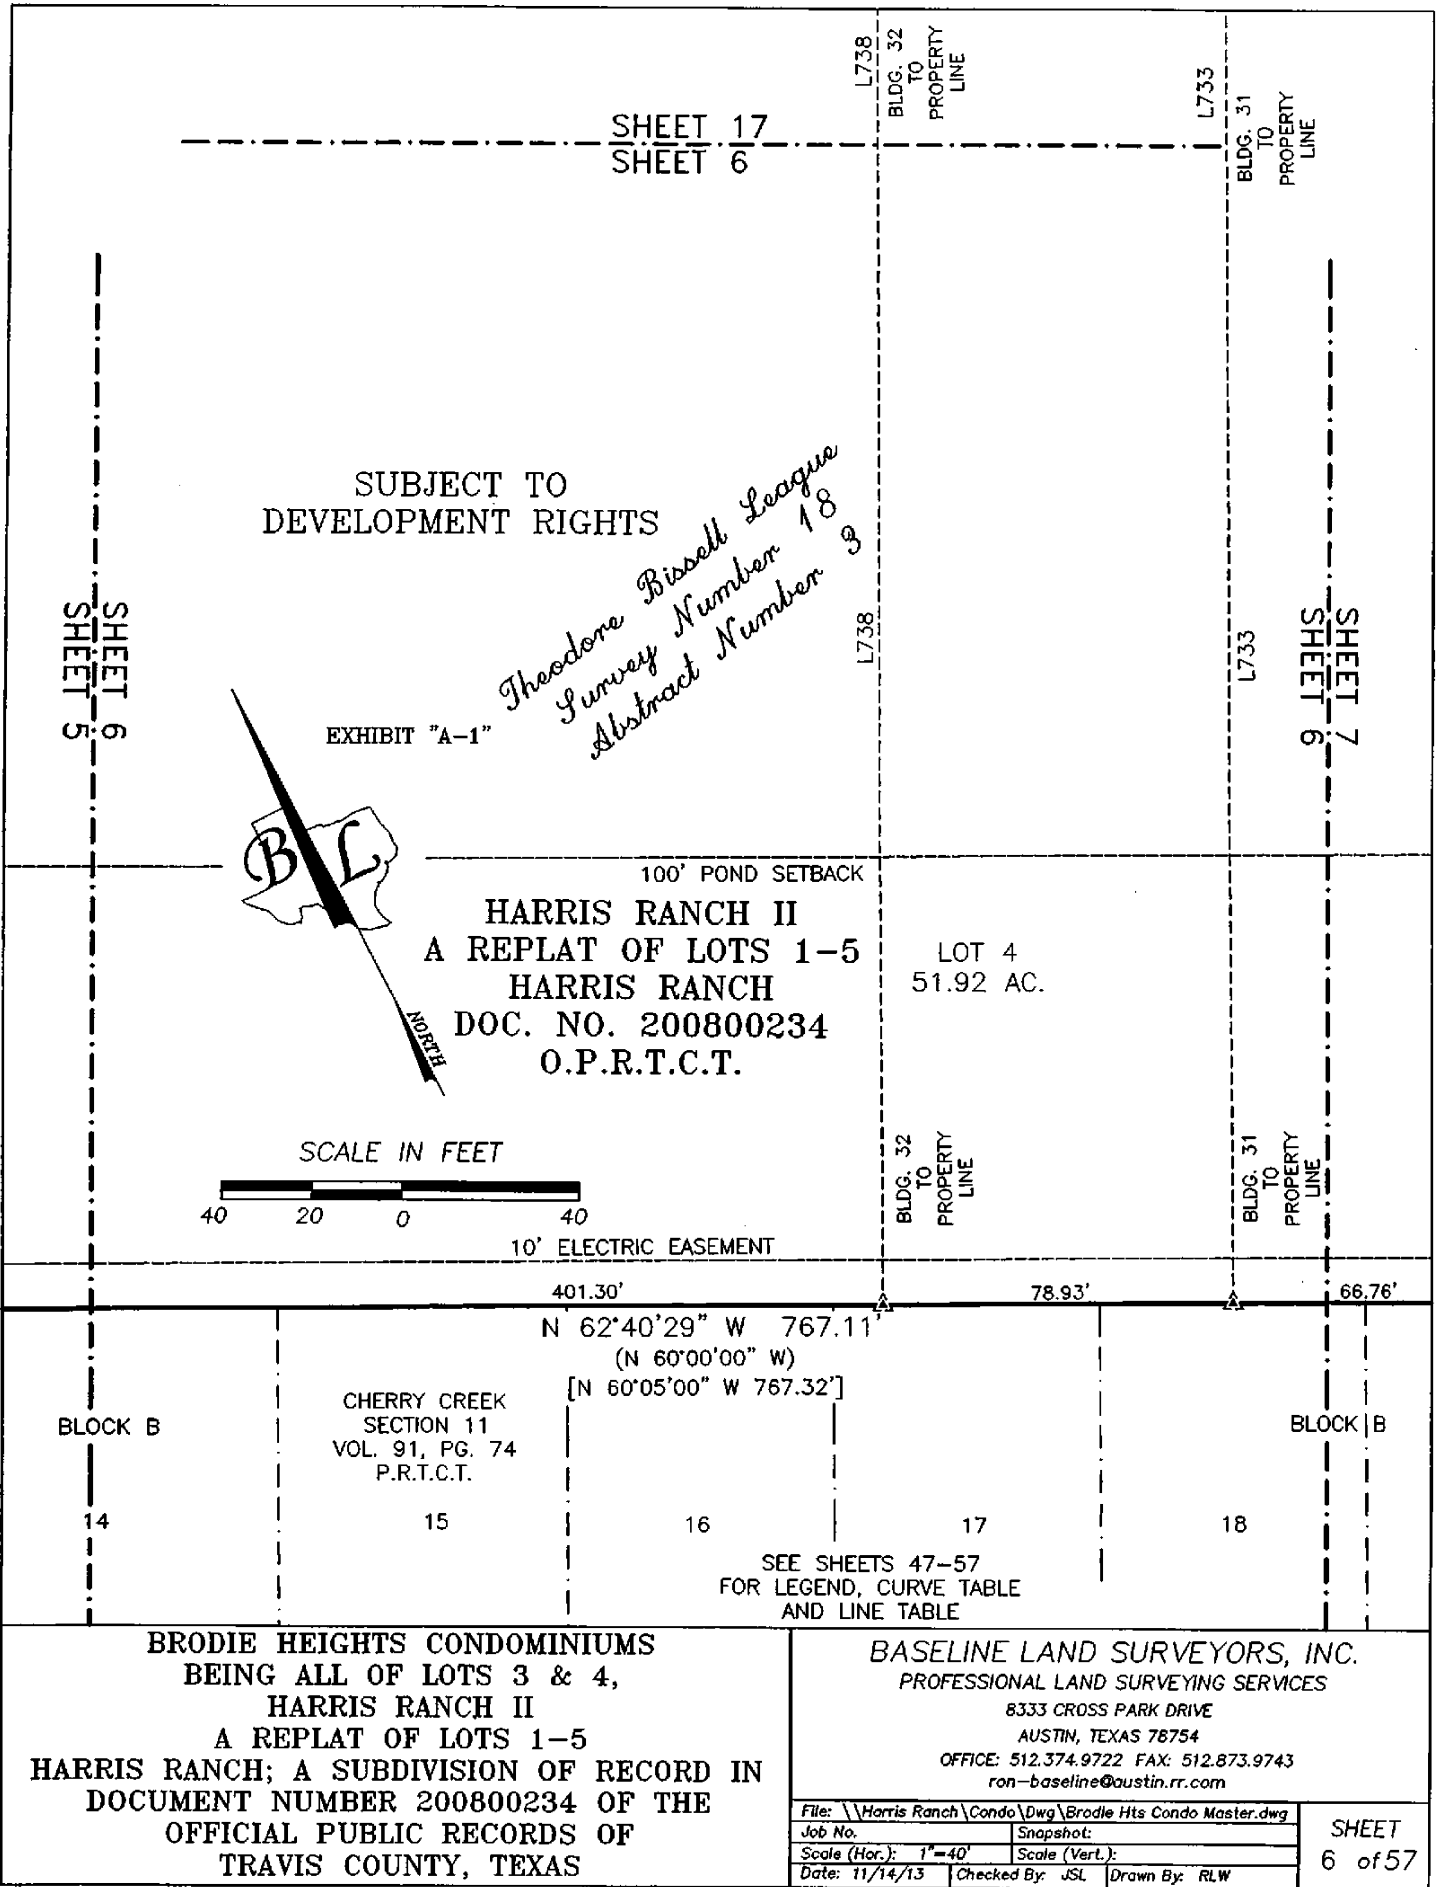 L738
BLDG. 32
TO
PROPERTY
LINE
L733
BLDG. 31
TO
PROPERTY
LINE
SHEET 17
SHEET 6
SUBJECT TO
DEVELOPMENT RIGHTS
Theodore Bissell League
Survey Number 18
Abstract Number 3
SHEET 6
SHEET 5
L738
L733
SHEET 7
SHEET 6
EXHIBIT "A-1"
B L
NORTH
100' POND SETBACK
HARRIS RANCH II
A REPLAT OF LOTS 1-5
HARRIS RANCH
DOC. NO. 200800234
O.P.R.T.C.T.
LOT 4
51.92 AC.
SCALE IN FEET
40 20 0 40
BLDG. 32
TO
PROPERTY
LINE
BLDG. 31
TO
PROPERTY
LINE
10' ELECTRIC EASEMENT
401.30' 78.93' 66.76'
N 62°40'29" W 767.11'
(N 60°00'00" W)
[N 60°05'00" W 767.32']
CHERRY CREEK
SECTION 11
VOL. 91, PG. 74
P.R.T.C.T.
BLOCK B
BLOCK B
14 15 16 17 18
SEE SHEETS 47-57
FOR LEGEND, CURVE TABLE
AND LINE TABLE
BRODIE HEIGHTS CONDOMINIUMS
BEING ALL OF LOTS 3 & 4,
HARRIS RANCH II
A REPLAT OF LOTS 1-5
HARRIS RANCH; A SUBDIVISION OF RECORD IN
DOCUMENT NUMBER 200800234 OF THE
OFFICIAL PUBLIC RECORDS OF
TRAVIS COUNTY, TEXAS
BASELINE LAND SURVEYORS, INC.
PROFESSIONAL LAND SURVEYING SERVICES
8333 CROSS PARK DRIVE
AUSTIN, TEXAS 78754
OFFICE: 512.374.9722 FAX: 512.873.9743
ron-baseline@austin.rr.com
File: \\Harris Ranch\Condo\Dwg\Brodie Hts Condo Master.dwg
Job No. Snapshot:
Scale (Hor.): 1"=40' Scale (Vert.):
Date: 11/14/13 Checked By: JSL Drawn By: RLW
SHEET
6 of 57